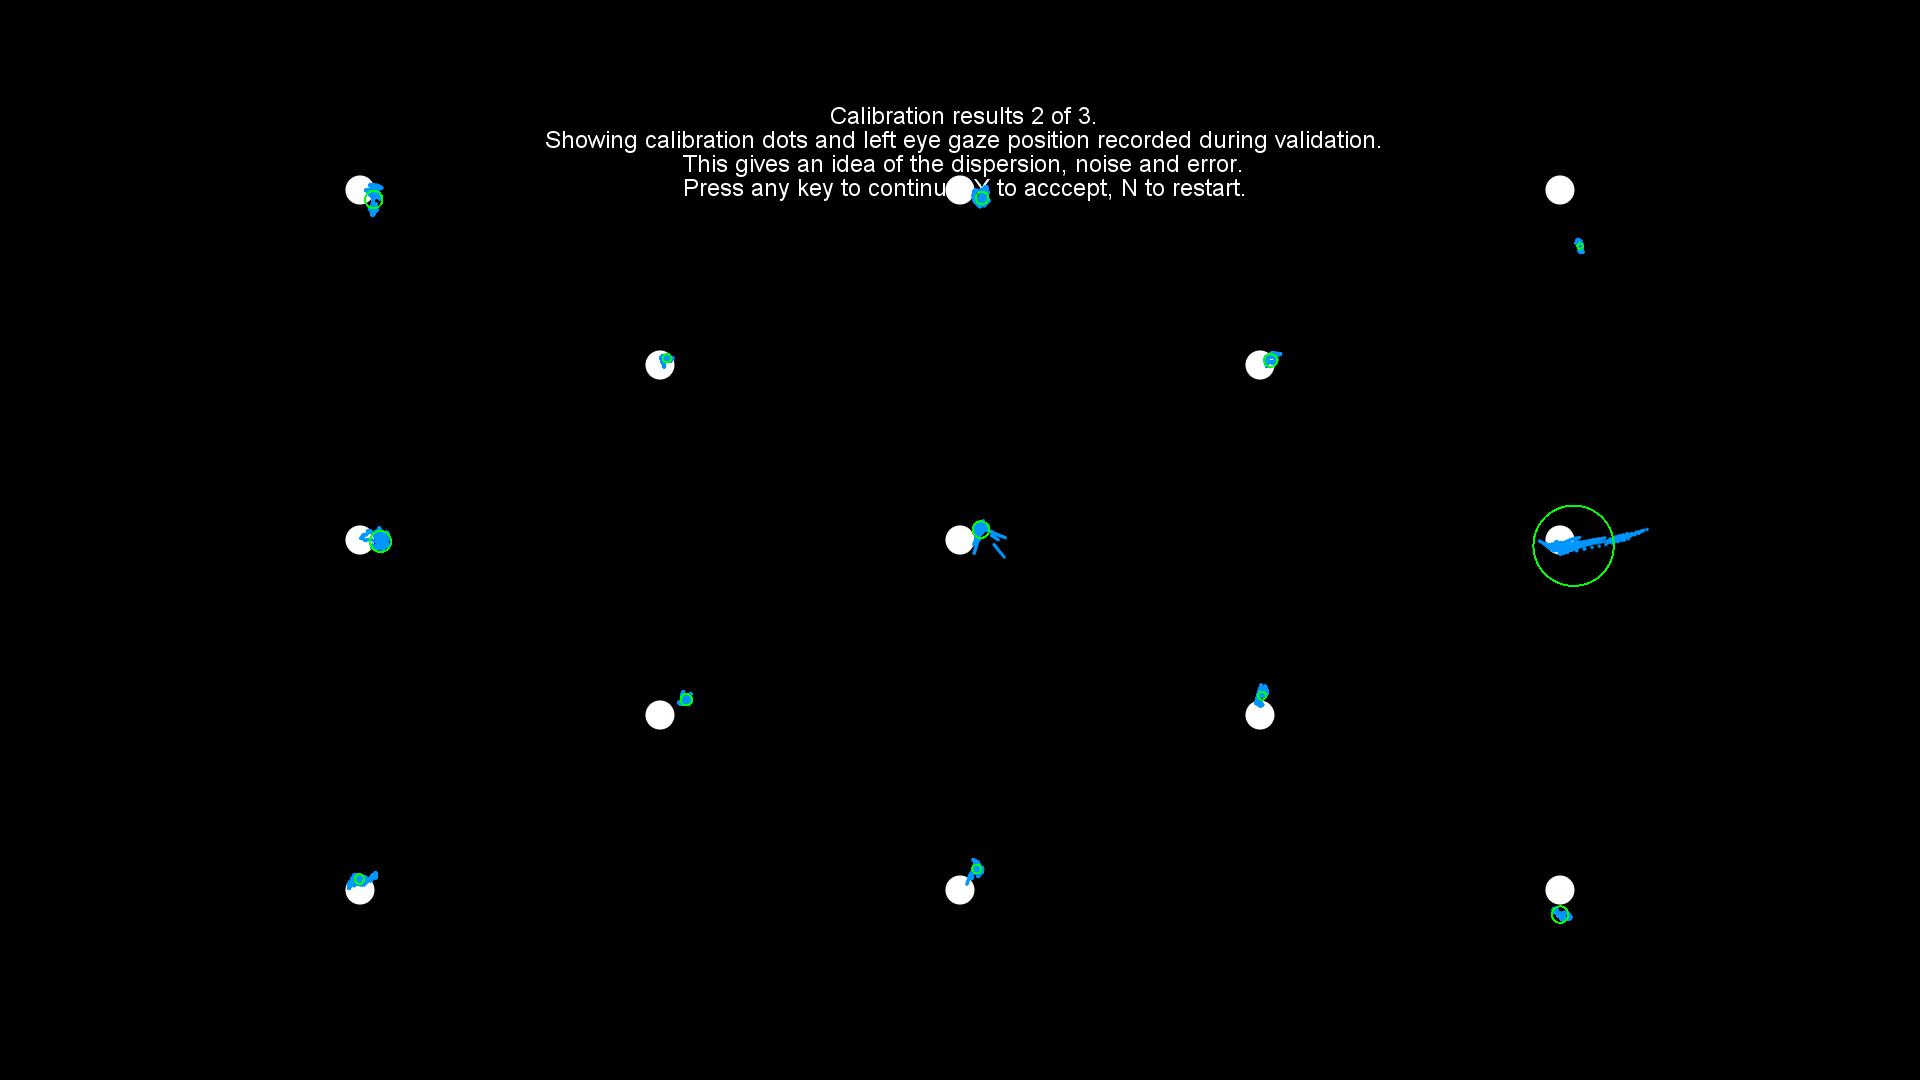 Calibration results 2 of 3.
Showing calibration dots and left eye gaze position recorded during validation.
This gives an idea of the dispersion, noise and error.
Press any key to continu Y to acccept, N to restart.